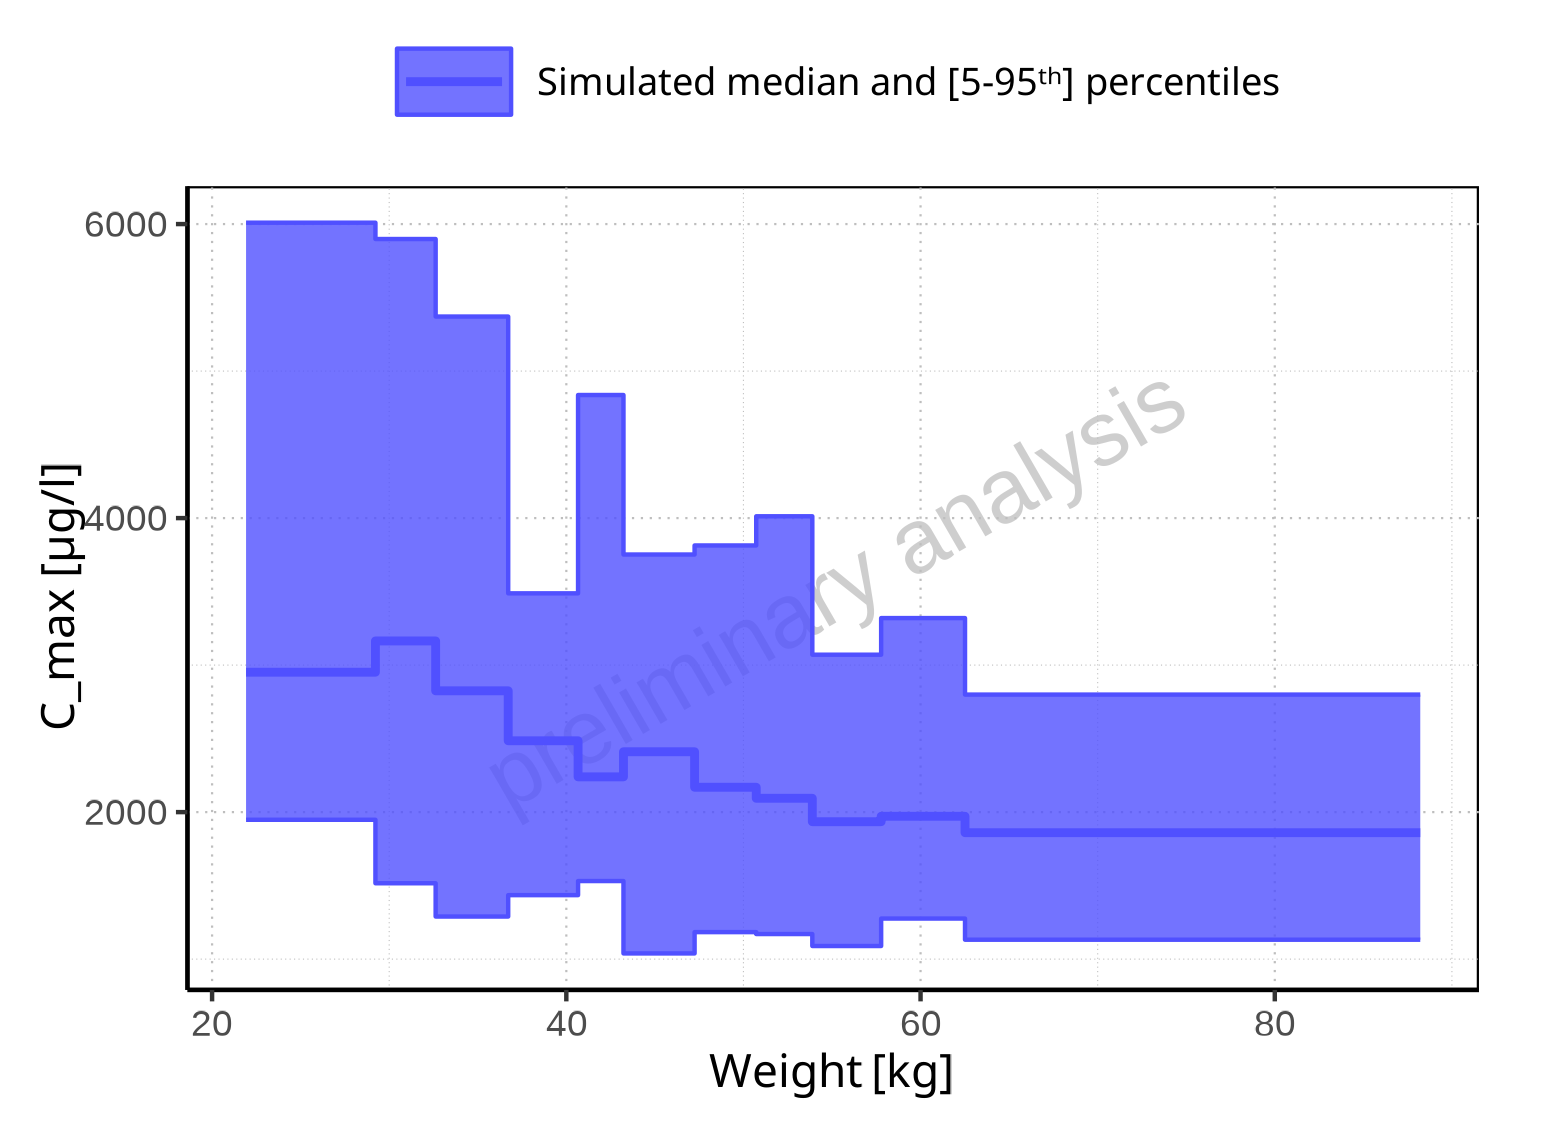 Simulated median and [5-95ᵗʰ] percentiles
6000
4000
2000
C_max [µg/l]
preliminary analysis
20 40 60 80
Weight [kg]